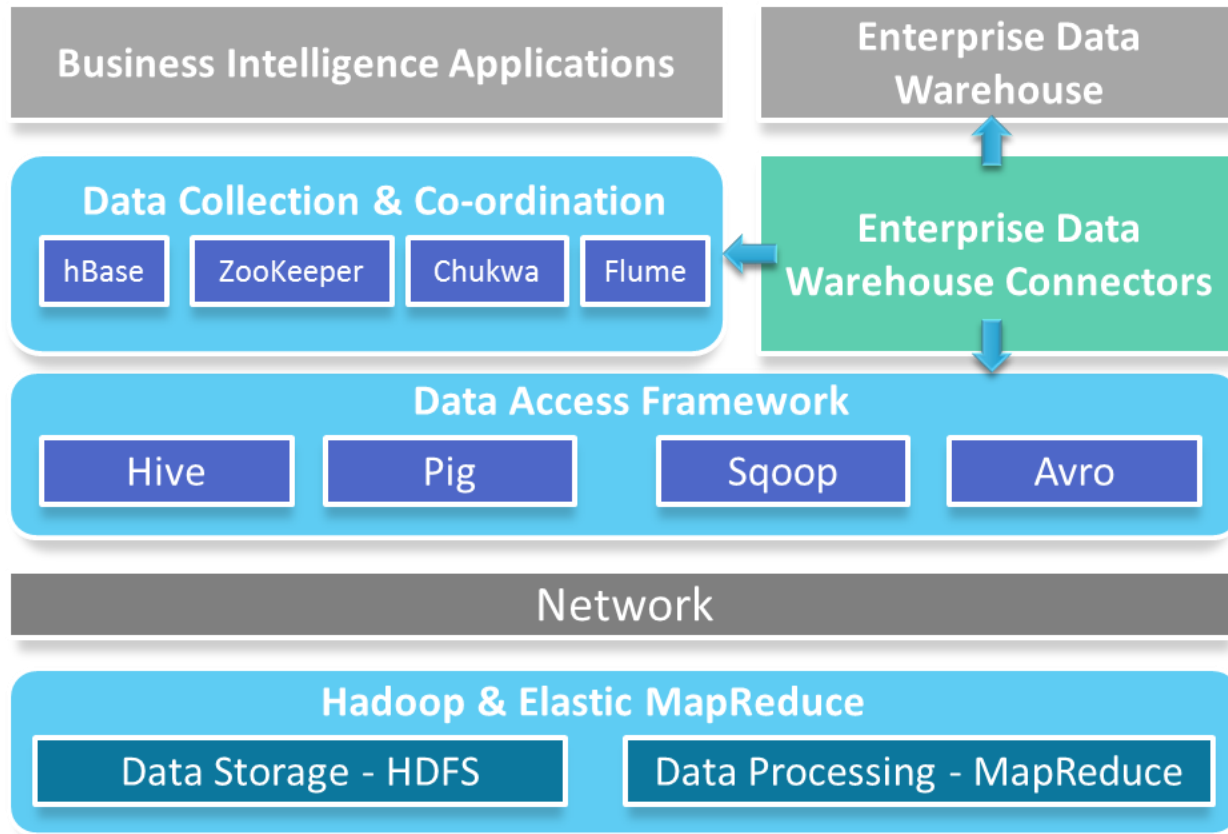 Business Intelligence Applications
Enterprise Data
Warehouse
Data Collection & Co-ordination
hBase
ZooKeeper
Chukwa
Flume
Enterprise Data
Warehouse Connectors
Data Access Framework
Hive
Pig
Sqoop
Avro
Network
Hadoop & Elastic MapReduce
Data Storage - HDFS
Data Processing - MapReduce